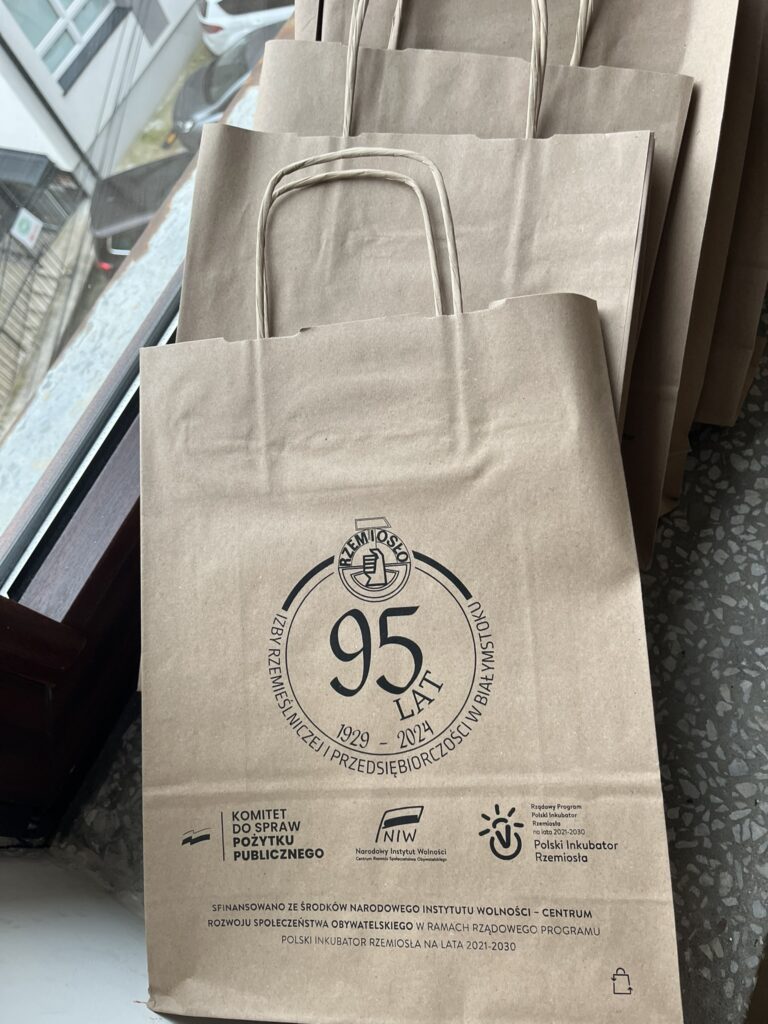 RZEMIOSŁO
95
LAT
1929 - 2024
IZBY RZEMIEŚLNICZEJ I PRZEDSIĘBIORCZOŚCI W BIAŁYMSTOKU
KOMITET
DO SPRAW
POŻYTKU
PUBLICZNEGO
NIW
Narodowy Instytut Wolności
Centrum Rozwoju Społeczeństwa Obywatelskiego
Rządowy Program
Polski Inkubator
Rzemiosła
na lata 2021-2030
Polski Inkubator
Rzemiosła
SFINANSOWANO ZE ŚRODKÓW NARODOWEGO INSTYTUTU WOLNOŚCI – CENTRUM
ROZWOJU SPOŁECZEŃSTWA OBYWATELSKIEGO W RAMACH RZĄDOWEGO PROGRAMU
POLSKI INKUBATOR RZEMIOSŁA NA LATA 2021-2030